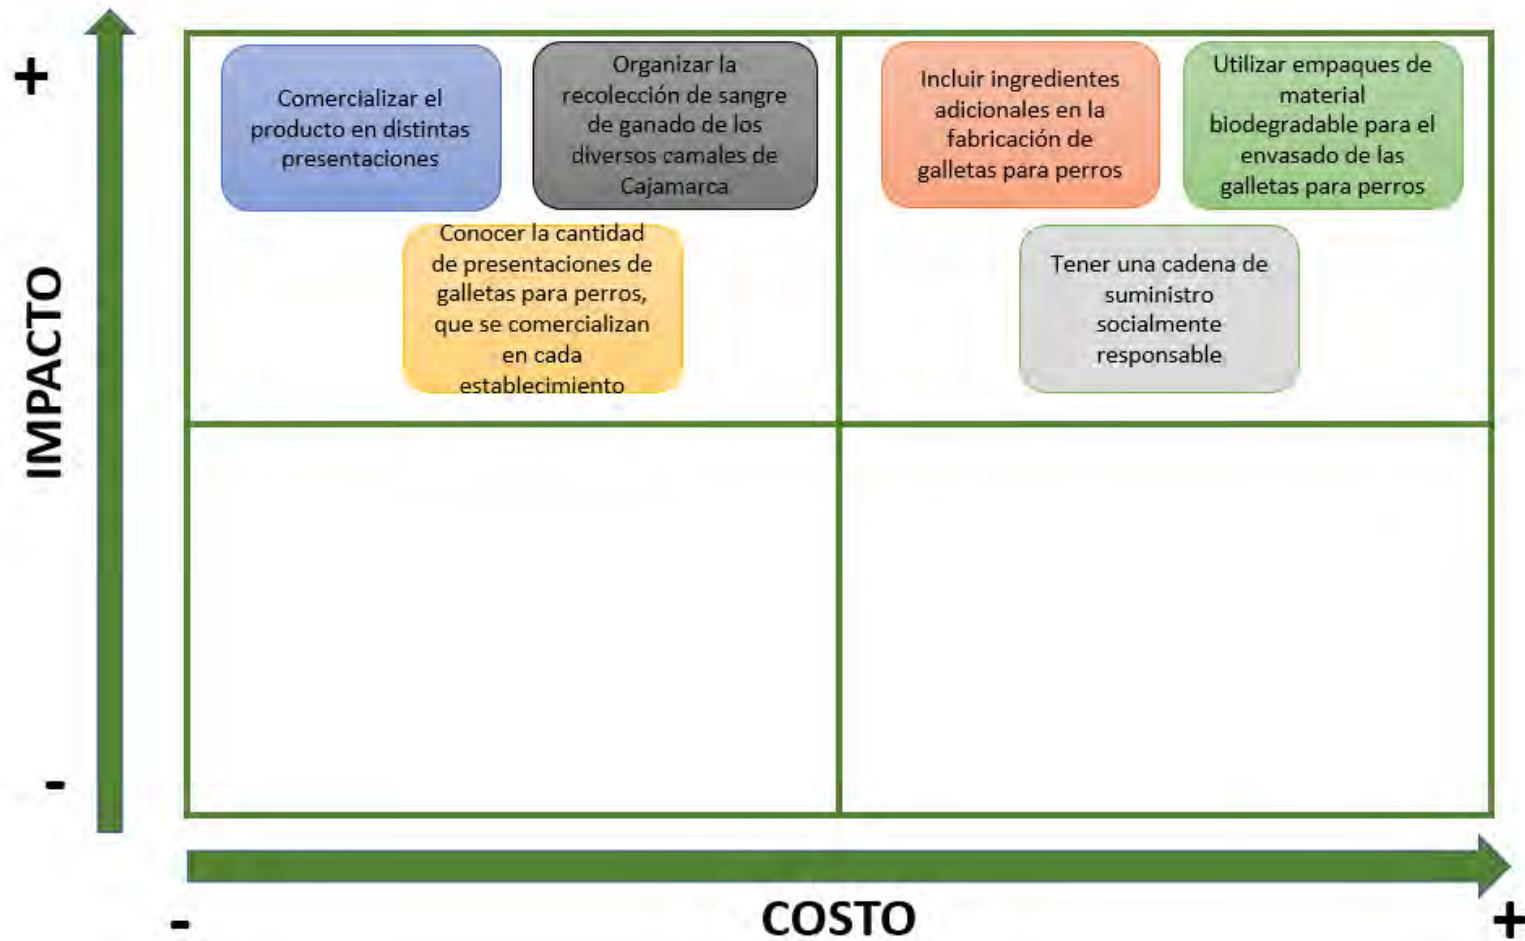 +
IMPACTO
-
Comercializar el
producto en distintas
presentaciones
Organizar la
recolección de sangre
de ganado de los
diversos camales de
Cajamarca
Conocer la cantidad
de presentaciones de
galletas para perros,
que se comercializan
en cada
establecimiento
Incluir ingredientes
adicionales en la
fabricación de
galletas para perros
Utilizar empaques de
material
biodegradable para el
envasado de las
galletas para perros
Tener una cadena de
suministro
socialmente
responsable
-
COSTO
+